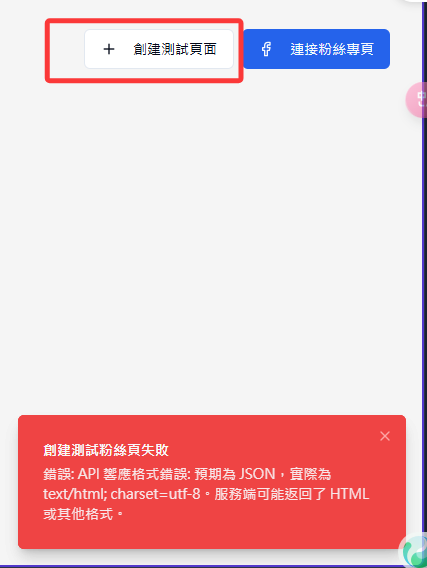 創建測試頁面
連接粉絲專頁
創建測試粉絲頁失敗
錯誤: API 響應格式錯誤: 預期為 JSON，實際為
text/html; charset=utf-8。服務端可能返回了 HTML
或其他格式。